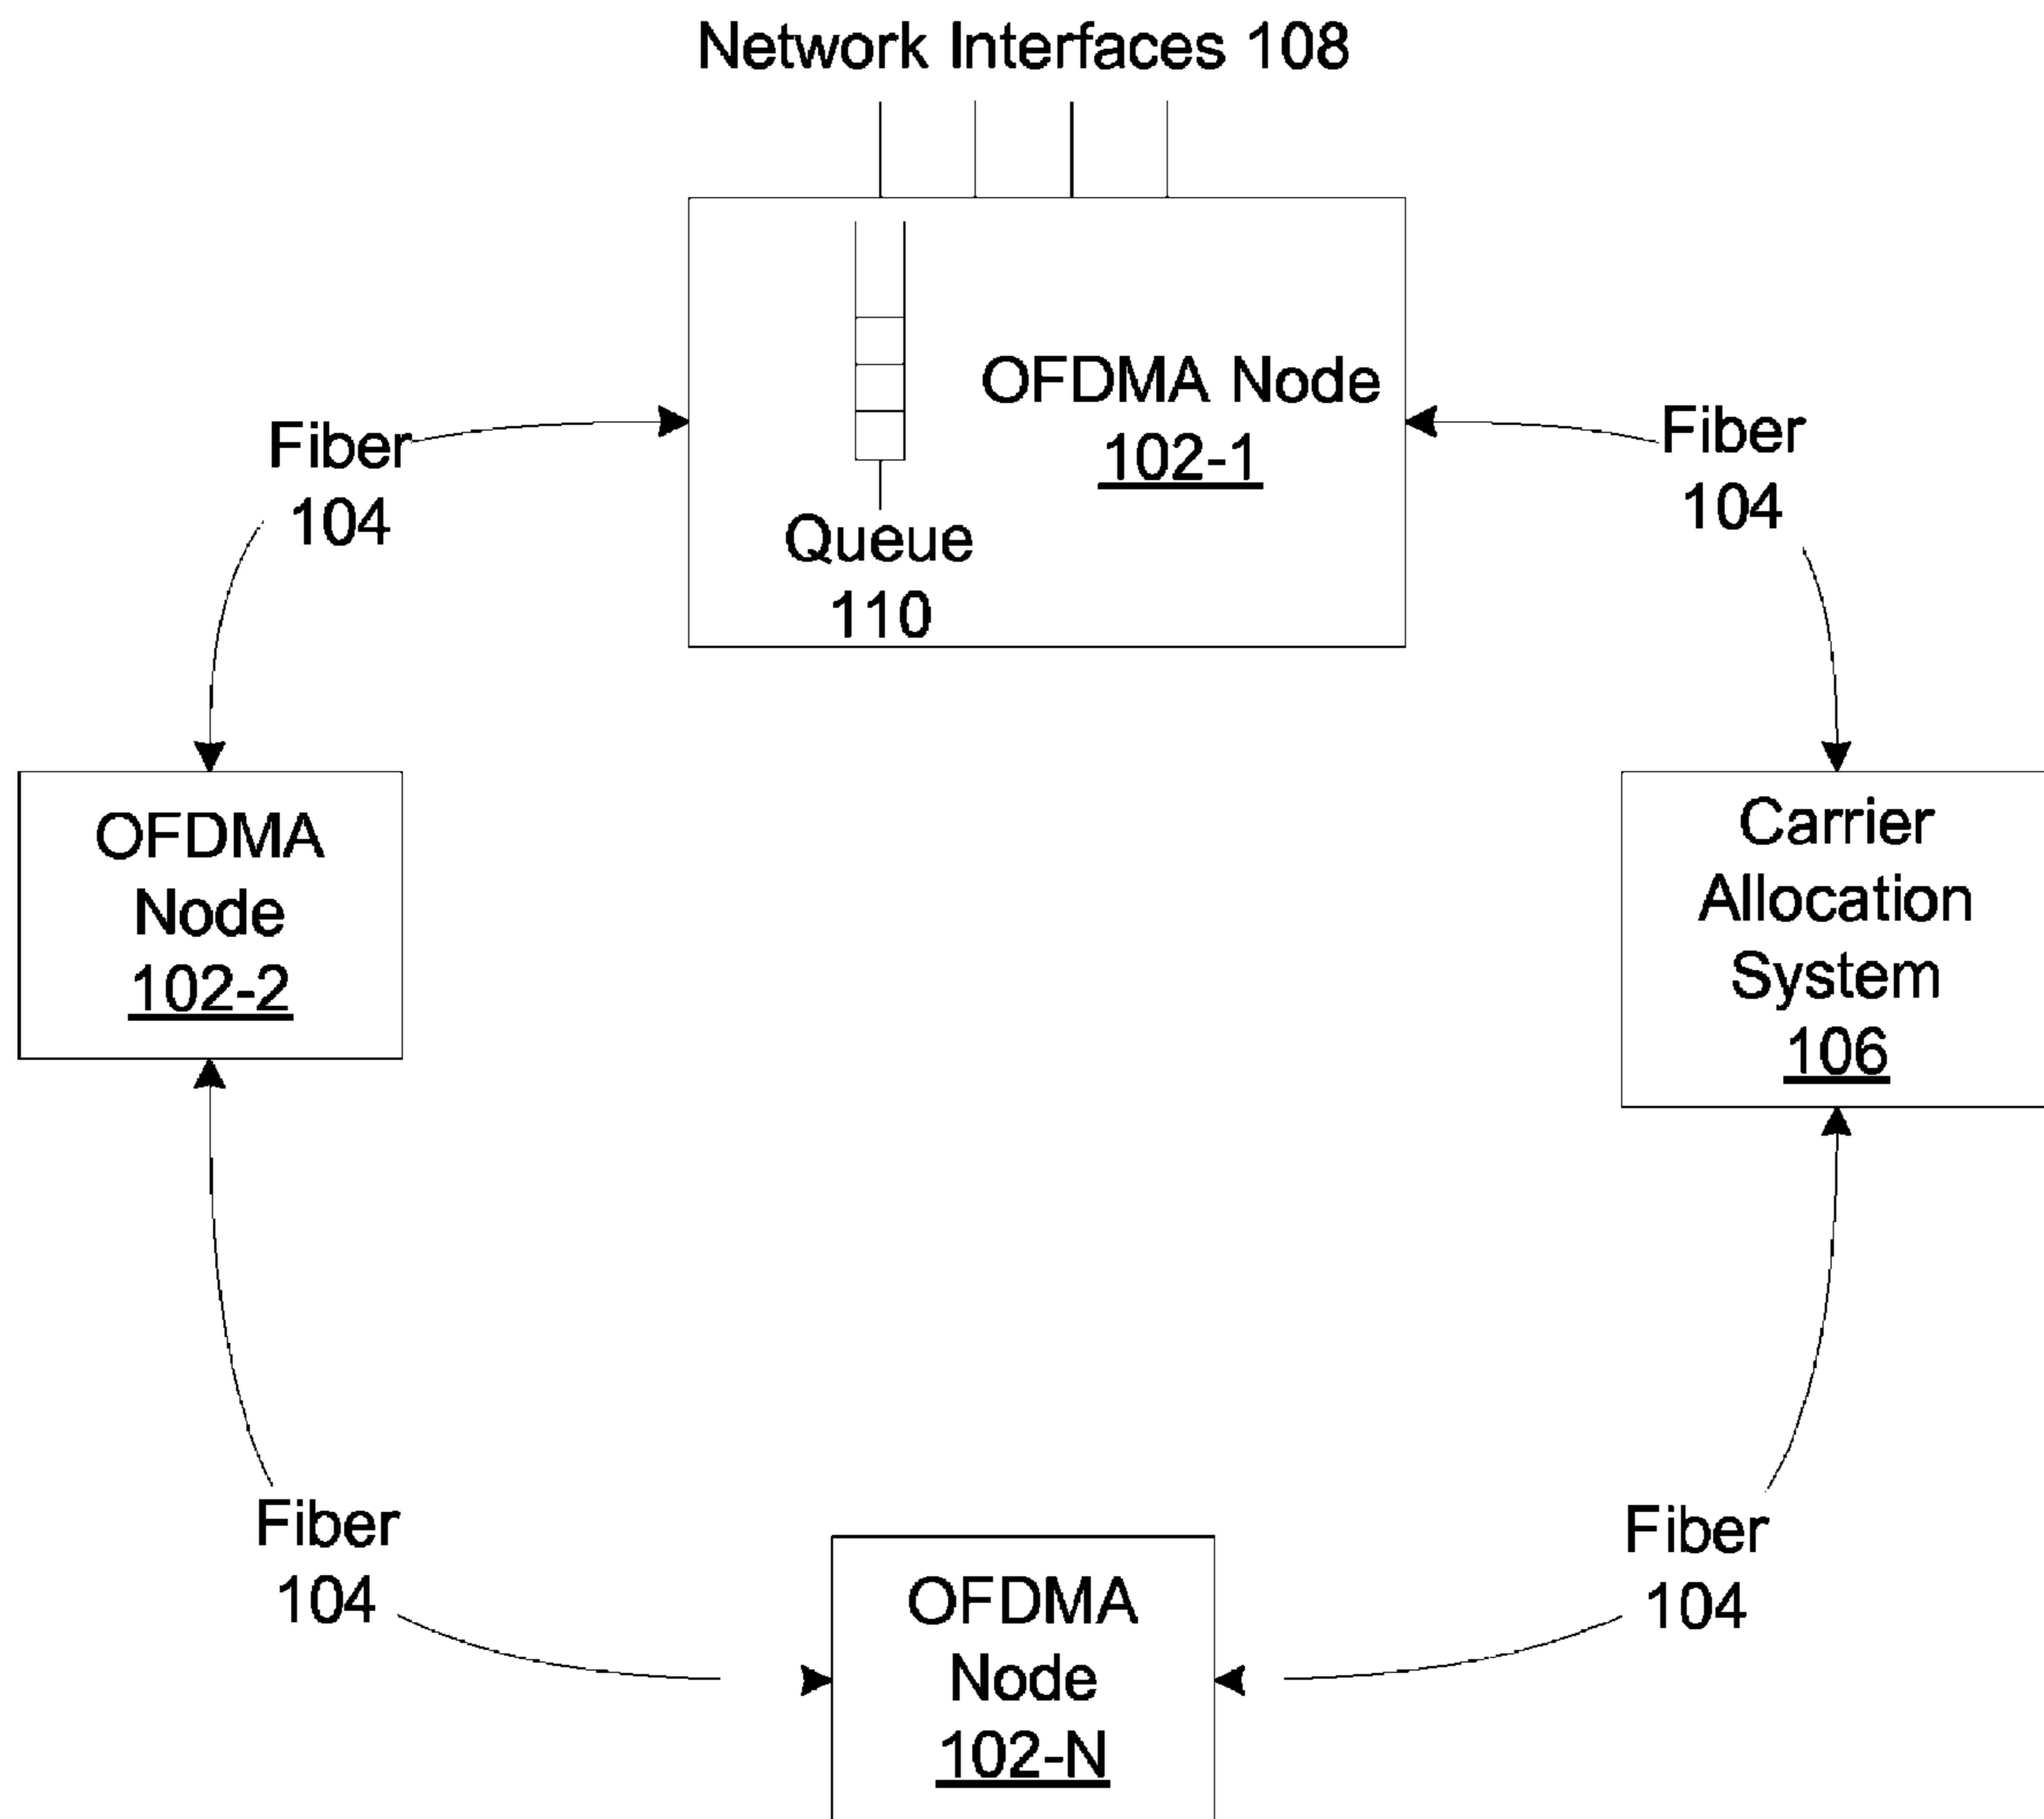 Network Interfaces 108
OFDMA Node
102-1
Queue
110
Fiber
104
Fiber
104
OFDMA
Node
102-2
Carrier
Allocation
System
106
Fiber
104
Fiber
104
OFDMA
Node
102-N